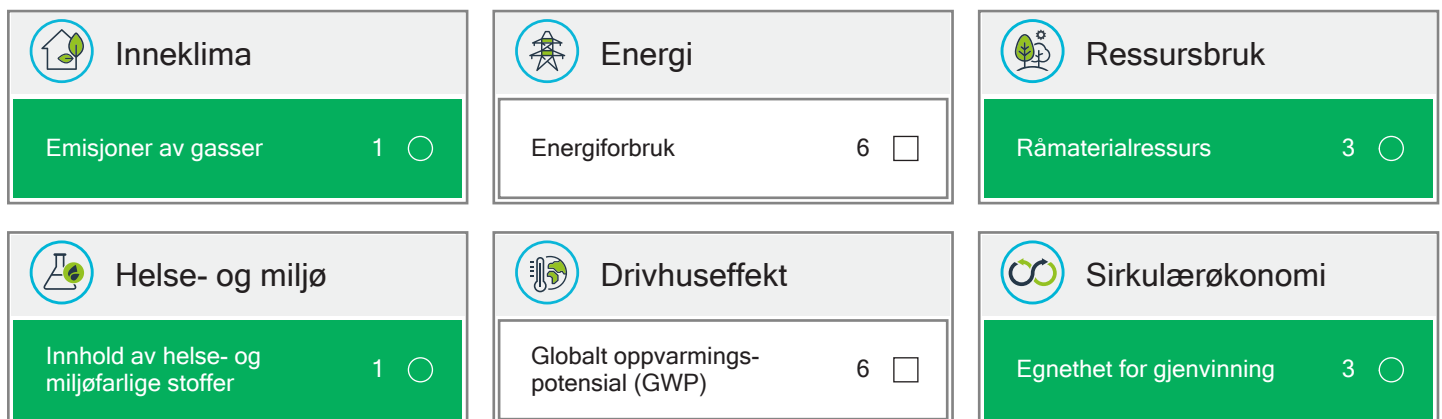 Inneklima
Emisjoner av gasser 1
Energi
Energiforbruk 6
Ressursbruk
Råmaterialressurs 3
Helse- og miljø
Innhold av helse- og
miljøfarlige stoffer 1
Drivhuseffekt
Globalt oppvarmings-
potensial (GWP) 6
Sirkulærøkonomi
Egnethet for gjenvinning 3